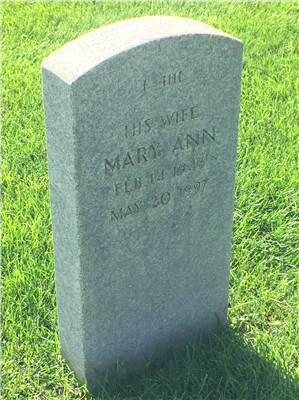 HIS WIFE
MARY ANN
FEB 14
MAY 20 1997